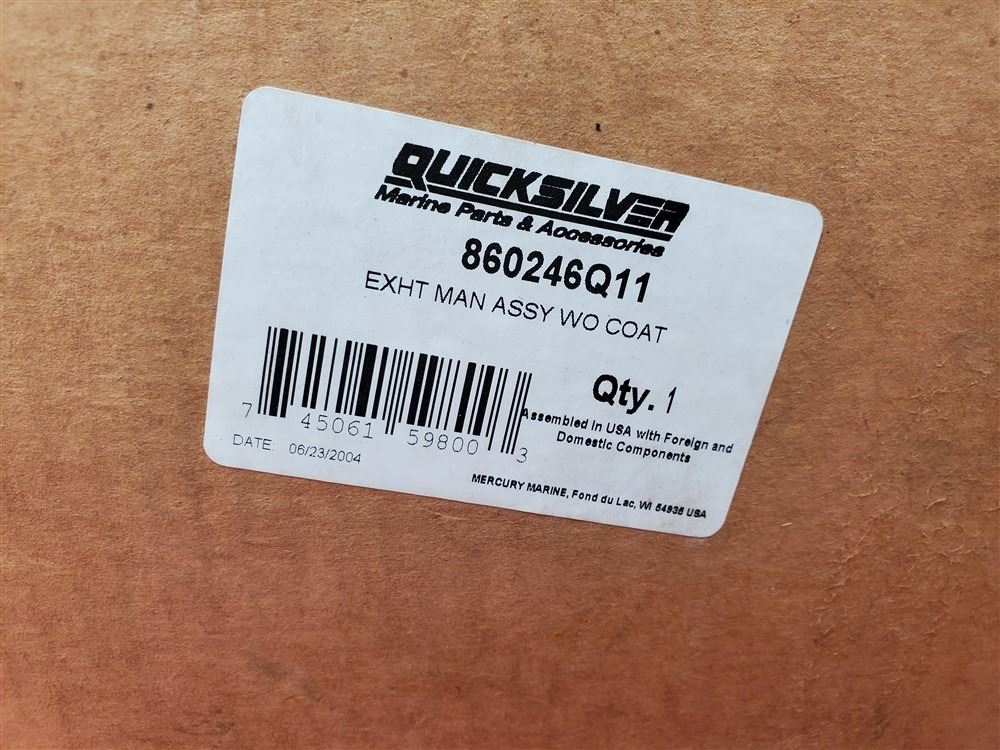 QUICKSILVER
Marine Parts & Accessories
860246Q11
EXHT MAN ASSY WO COAT
Qty. 1
Assembled in USA with Foreign and
Domestic Components
7 45061 59800 3
DATE 06/23/2004
MERCURY MARINE, Fond du Lac, WI 54935 USA